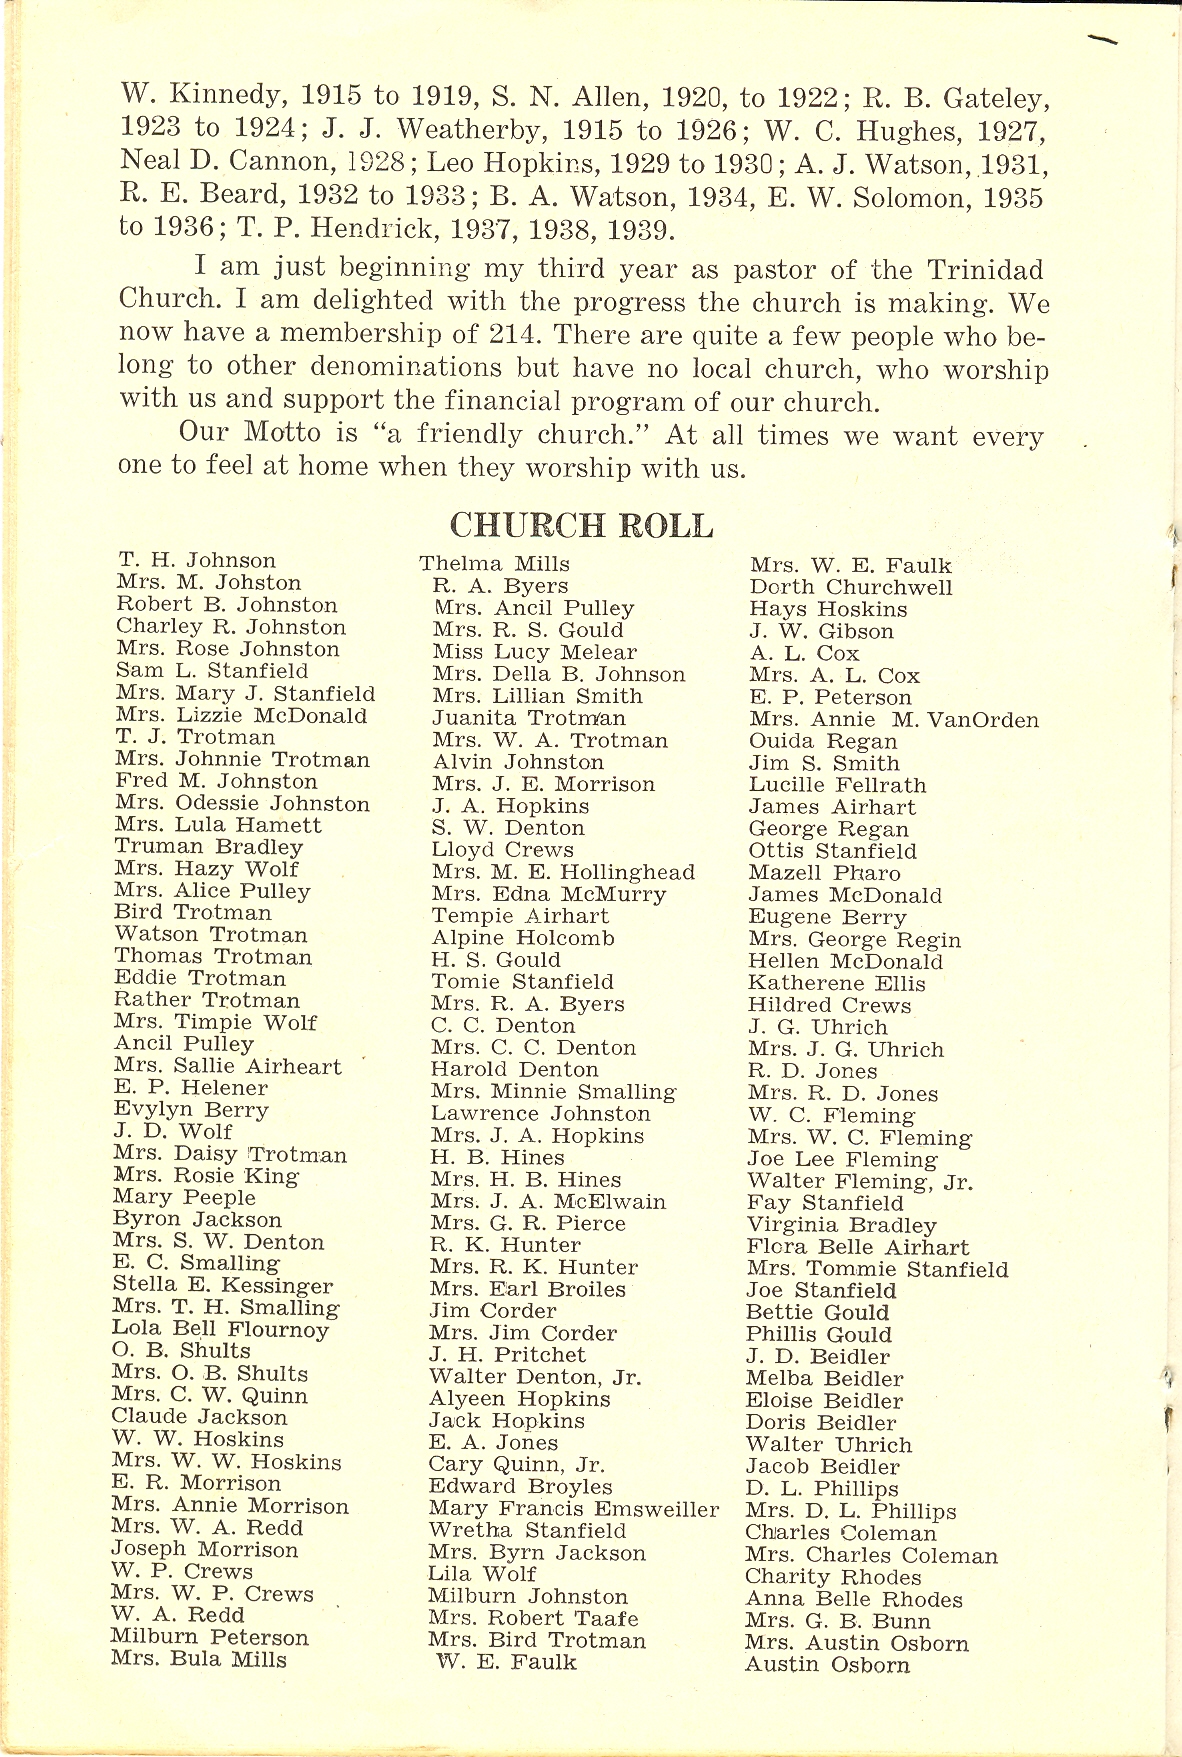 W. Kinnedy, 1915 to 1919, S. N. Allen, 1920, to 1922; R. B. Gateley,
1923 to 1924; J. J. Weatherby, 1915 to 1926; W. C. Hughes, 1927,
Neal D. Cannon, 1928; Leo Hopkins, 1929 to 1930; A. J. Watson, 1931,
R. E. Beard, 1932 to 1933; B. A. Watson, 1934, E. W. Solomon, 1935
to 1936; T. P. Hendrick, 1937, 1938, 1939.
I am just beginning my third year as pastor of the Trinidad
Church. I am delighted with the progress the church is making. We
now have a membership of 214. There are quite a few people who be-
long to other denominations but have no local church, who worship
with us and support the financial program of our church.
Our Motto is “a friendly church.” At all times we want every
one to feel at home when they worship with us.
CHURCH ROLL
T. H. Johnson
Mrs. M. Johston
Robert B. Johnston
Charley R. Johnston
Mrs. Rose Johnston
Sam L. Stanfield
Mrs. Mary J. Stanfield
Mrs. Lizzie McDonald
T. J. Trotman
Mrs. Johnnie Trotman
Fred M. Johnston
Mrs. Odessie Johnston
Mrs. Lula Hamett
Truman Bradley
Mrs. Hazy Wolf
Mrs. Alice Pulley
Bird Trotman
Watson Trotman
Thomas Trotman
Eddie Trotman
Rather Trotman
Mrs. Timpie Wolf
Ancil Pulley
Mrs. Sallie Airheart
E. P. Helener
Evylyn Berry
J. D. Wolf
Mrs. Daisy Trotman
Mrs. Rosie King
Mary Peeple
Byron Jackson
Mrs. S. W. Denton
E. C. Smalling
Stella E. Kessinger
Mrs. T. H. Smalling
Lola Bell Flournoy
O. B. Shults
Mrs. O. B. Shults
Mrs. C. W. Quinn
Claude Jackson
W. W. Hoskins
Mrs. W. W. Hoskins
E. R. Morrison
Mrs. Annie Morrison
Mrs. W. A. Redd
Joseph Morrison
W. P. Crews
Mrs. W. P. Crews
W. A. Redd
Milburn Peterson
Mrs. Bula Mills
Thelma Mills
R. A. Byers
Mrs. Ancil Pulley
Mrs. R. S. Gould
Miss Lucy Melear
Mrs. Della B. Johnson
Mrs. Lillian Smith
Juanita Trotman
Mrs. W. A. Trotman
Alvin Johnston
Mrs. J. E. Morrison
J. A. Hopkins
S. W. Denton
Lloyd Crews
Mrs. M. E. Hollinghead
Mrs. Edna McMurry
Tempie Airhart
Alpine Holcomb
H. S. Gould
Tomie Stanfield
Mrs. R. A. Byers
C. C. Denton
Mrs. C. C. Denton
Harold Denton
Mrs. Minnie Smalling
Lawrence Johnston
Mrs. J. A. Hopkins
H. B. Hines
Mrs. H. B. Hines
Mrs. J. A. McElwain
Mrs. G. R. Pierce
R. K. Hunter
Mrs. R. K. Hunter
Mrs. Earl Broiles
Jim Corder
Mrs. Jim Corder
J. H. Pritchet
Walter Denton, Jr.
Alyeen Hopkins
Jack Hopkins
E. A. Jones
Cary Quinn, Jr.
Edward Broyles
Mary Francis Emsweiller
Wretha Stanfield
Mrs. Byrn Jackson
Lila Wolf
Milburn Johnston
Mrs. Robert Taafe
Mrs. Bird Trotman
W. E. Faulk
Mrs. W. E. Faulk
Dorth Churchwell
Hays Hoskins
J. W. Gibson
A. L. Cox
Mrs. A. L. Cox
E. P. Peterson
Mrs. Annie M. VanOrden
Ouida Regan
Jim S. Smith
Lucille Fellrath
James Airhart
George Regan
Ottis Stanfield
Mazell Pharo
James McDonald
Eugene Berry
Mrs. George Regin
Hellen McDonald
Katherene Ellis
Hildred Crews
J. G. Uhrich
Mrs. J. G. Uhrich
R. D. Jones
Mrs. R. D. Jones
W. C. Fleming
Mrs. W. C. Fleming
Joe Lee Fleming
Walter Fleming, Jr.
Fay Stanfield
Virginia Bradley
Flora Belle Airhart
Mrs. Tommie Stanfield
Joe Stanfield
Bettie Gould
Phillis Gould
J. D. Beidler
Melba Beidler
Eloise Beidler
Doris Beidler
Walter Uhrich
Jacob Beidler
D. L. Phillips
Mrs. D. L. Phillips
Charles Coleman
Mrs. Charles Coleman
Charity Rhodes
Anna Belle Rhodes
Mrs. G. B. Bunn
Mrs. Austin Osborn
Austin Osborn